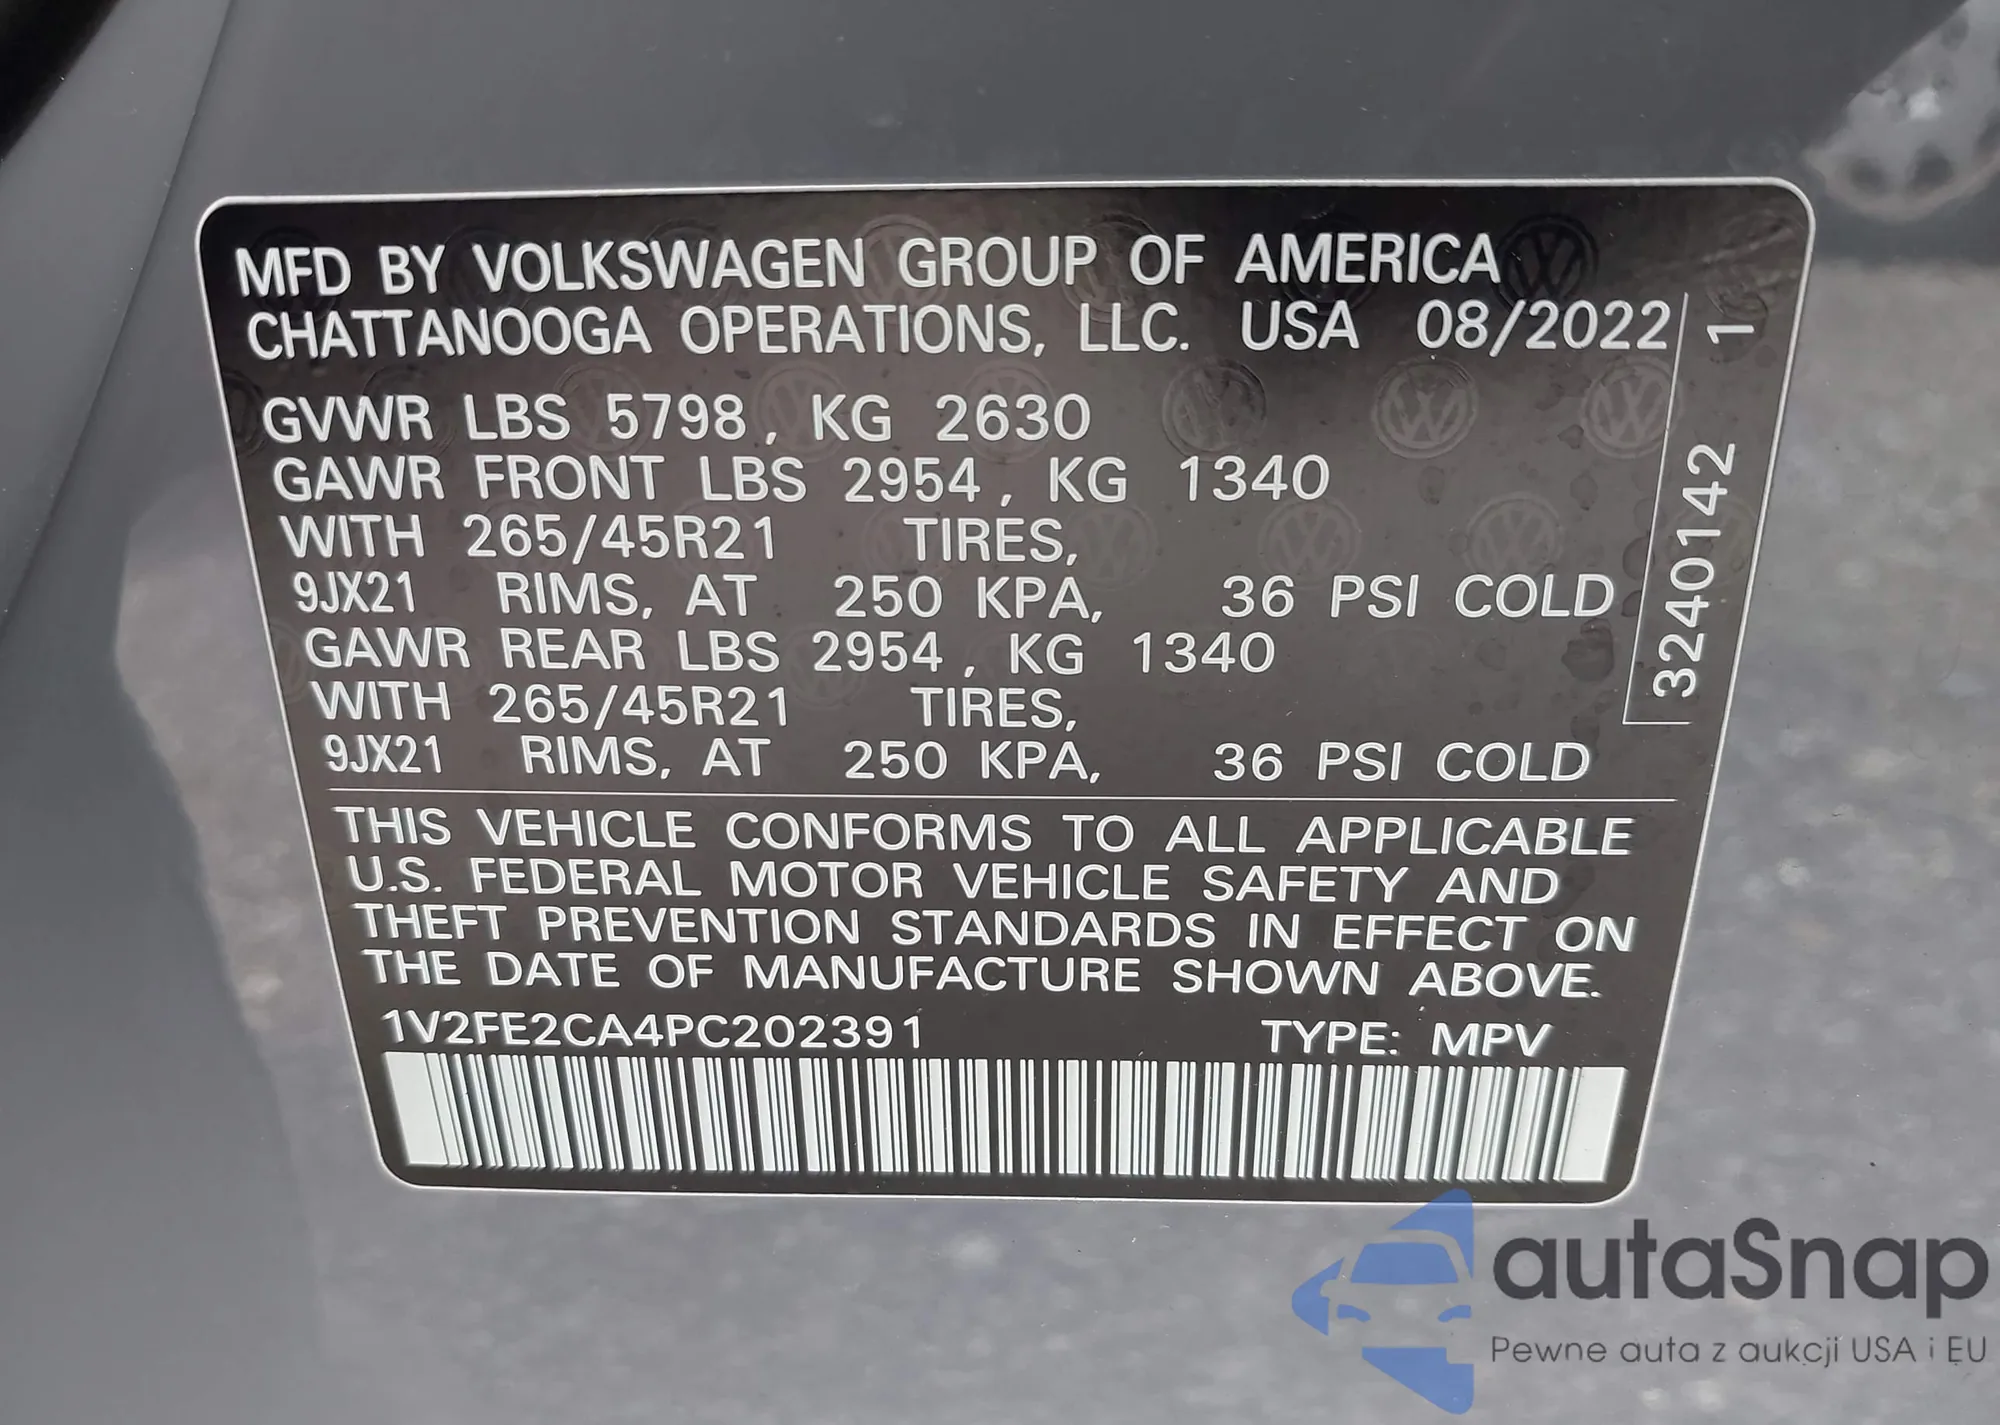 MFD BY VOLKSWAGEN GROUP OF AMERICA
CHATTANOOGA OPERATIONS, LLC. USA 08/2022
GVWR LBS 5798, KG 2630
GAWR FRONT LBS 2954, KG 1340
WITH 265/45R21 TIRES,
9JX21 RIMS, AT 250 KPA, 36 PSI COLD
GAWR REAR LBS 2954, KG 1340
WITH 265/45R21 TIRES,
9JX21 RIMS, AT 250 KPA, 36 PSI COLD
3240142 1
THIS VEHICLE CONFORMS TO ALL APPLICABLE
U.S. FEDERAL MOTOR VEHICLE SAFETY AND
THEFT PREVENTION STANDARDS IN EFFECT ON
THE DATE OF MANUFACTURE SHOWN ABOVE.
1V2FE2CA4PC202391 TYPE: MPV
autaSnap
Pewne auta z aukcji USA i EU